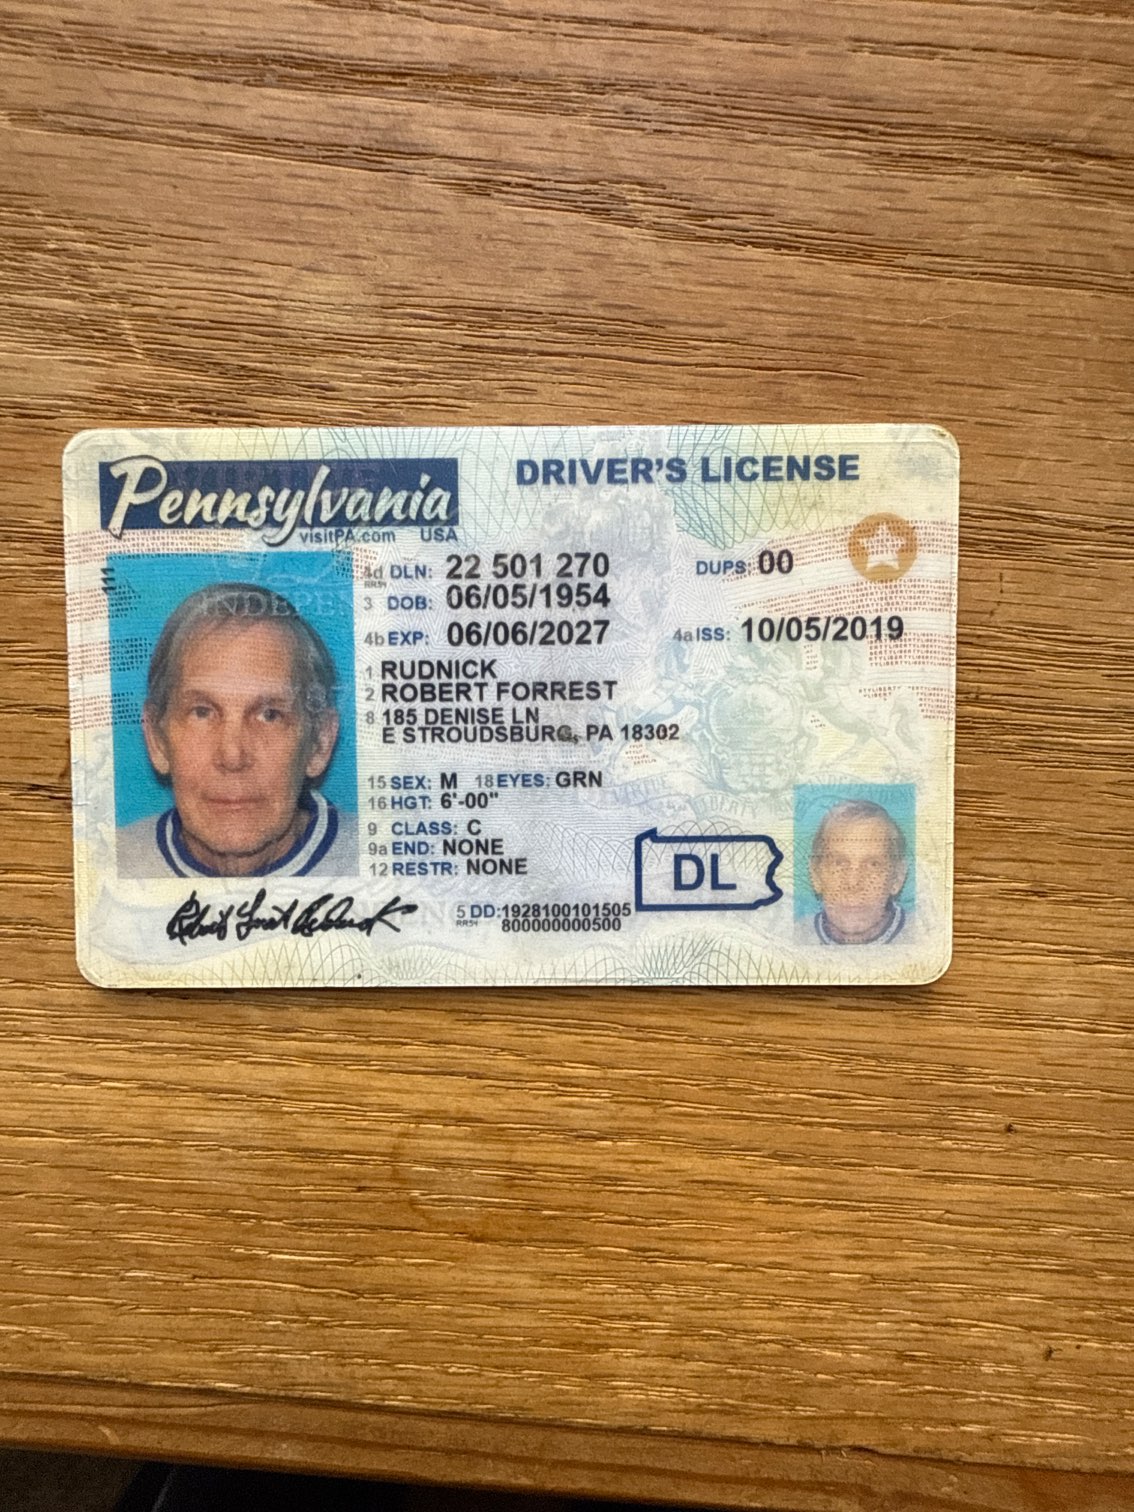 Pennsylvania
visitPA.com USA
DRIVER'S LICENSE
4d DLN: 22 501 270 DUPS: 00
3 DOB: 06/05/1954
4b EXP: 06/06/2027 4a ISS: 10/05/2019
1 RUDNICK
2 ROBERT FORREST
8 185 DENISE LN
E STROUDSBURG, PA 18302
15 SEX: M 18 EYES: GRN
16 HGT: 6'-00"
9 CLASS: C
9a END: NONE
12 RESTR: NONE
DL
5 DD: 1928100101505
800000000500